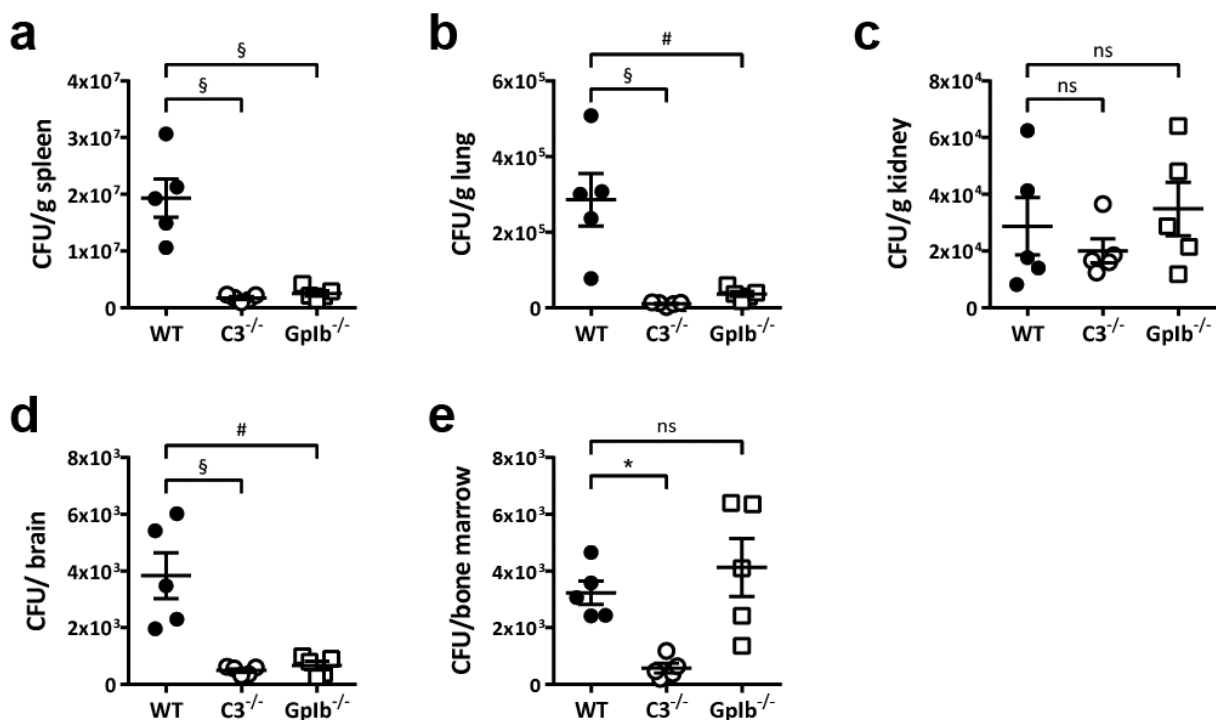 a
§
§
CFU/g spleen
4x10⁷
3x10⁷
2x10⁷
1x10⁷
0
WT C3⁻/⁻ GpIb⁻/⁻
b
#
§
CFU/g lung
6x10⁵
4x10⁵
2x10⁵
0
WT C3⁻/⁻ GpIb⁻/⁻
c
ns
ns
CFU/g kidney
8x10⁴
6x10⁴
4x10⁴
2x10⁴
0
WT C3⁻/⁻ GpIb⁻/⁻
d
#
§
CFU/ brain
8x10³
6x10³
4x10³
2x10³
0
WT C3⁻/⁻ GpIb⁻/⁻
e
ns
*
CFU/bone marrow
8x10³
6x10³
4x10³
2x10³
0
WT C3⁻/⁻ GpIb⁻/⁻